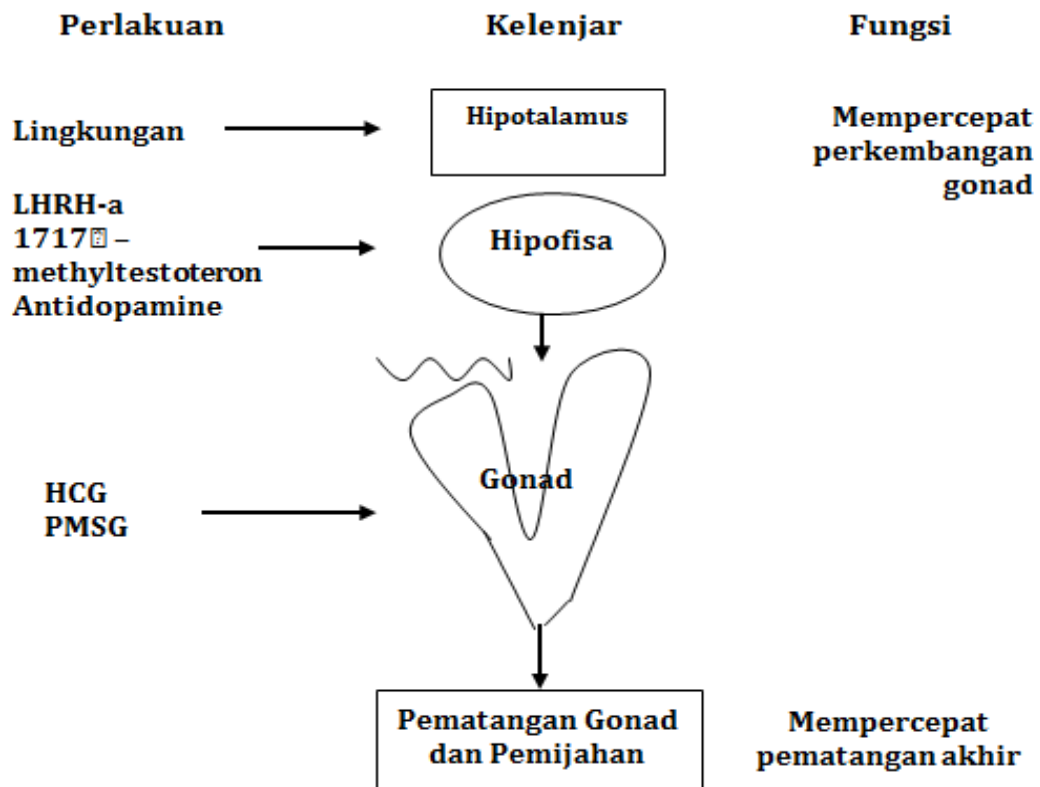 Perlakuan
Kelenjar
Fungsi
Lingkungan
Hipotalamus
Mempercepat
perkembangan
gonad
LHRH-a
1717⍰ –
methyltestoteron
Antidopamine
Hipofisa
Gonad
HCG
PMSG
Pematangan Gonad
dan Pemijahan
Mempercepat
pematangan akhir